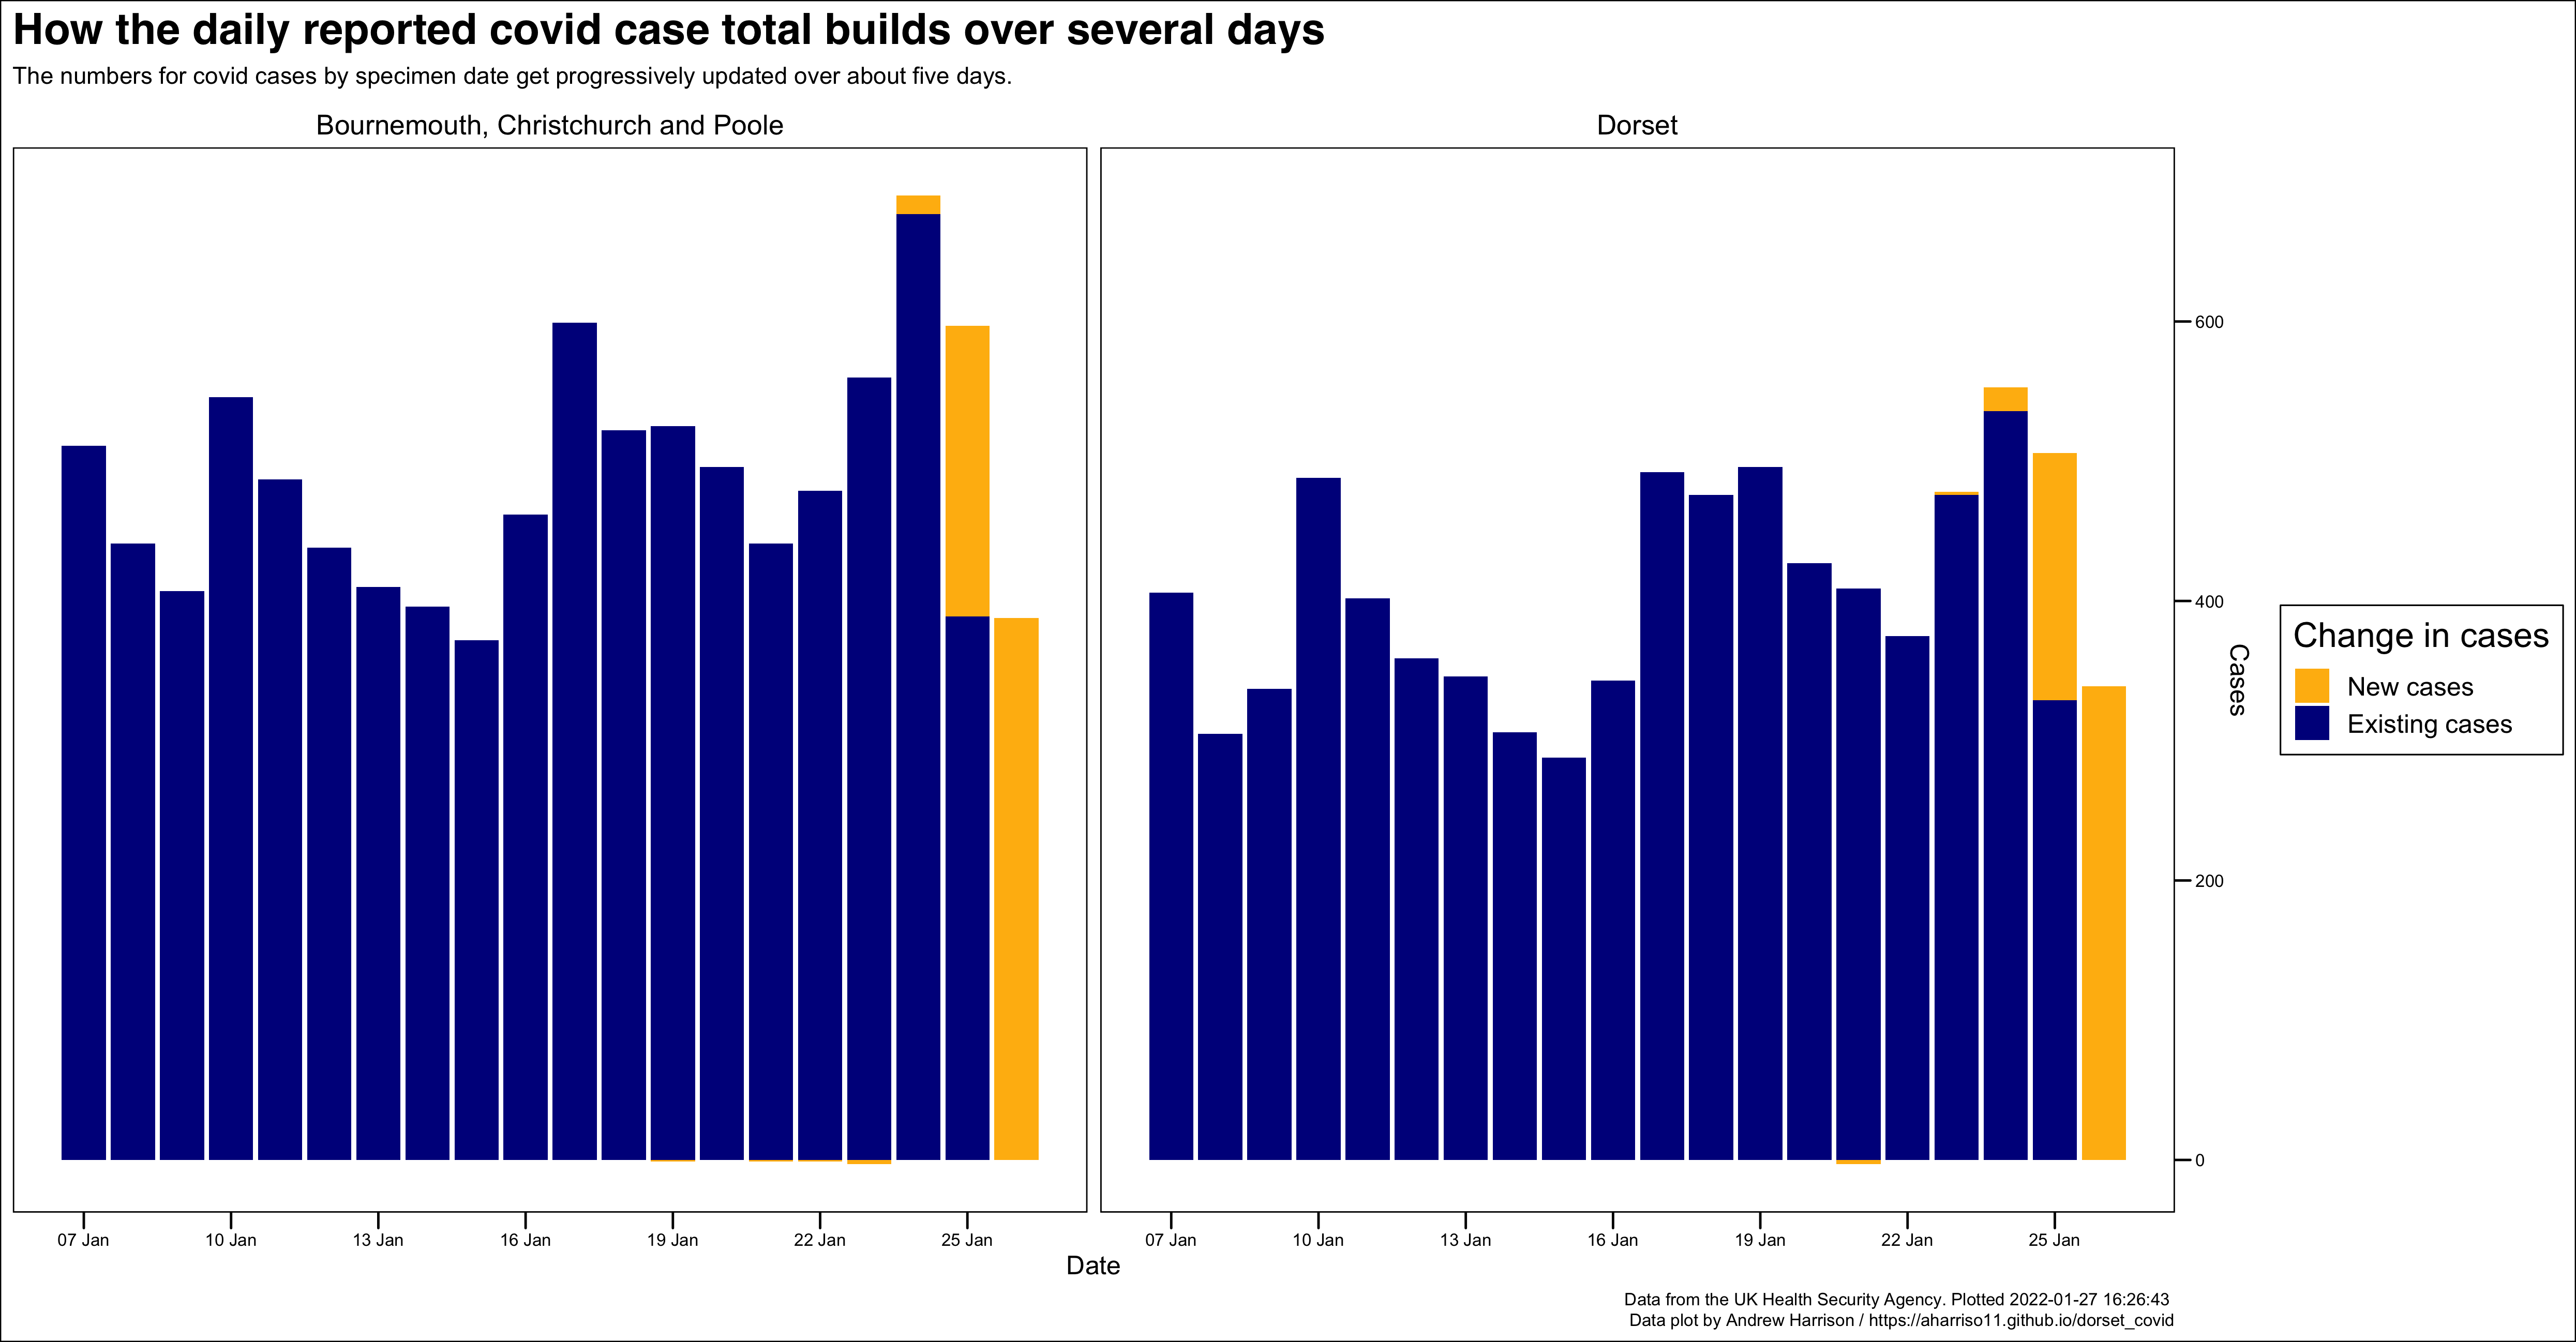 How the daily reported covid case total builds over several days
The numbers for covid cases by specimen date get progressively updated over about five days.
Bournemouth, Christchurch and Poole
Dorset
600
400
200
0
Cases
Change in cases
New cases
Existing cases
07 Jan 10 Jan 13 Jan 16 Jan 19 Jan 22 Jan 25 Jan
07 Jan 10 Jan 13 Jan 16 Jan 19 Jan 22 Jan 25 Jan
Date
Data from the UK Health Security Agency. Plotted 2022-01-27 16:26:43
Data plot by Andrew Harrison / https://aharriso11.github.io/dorset_covid